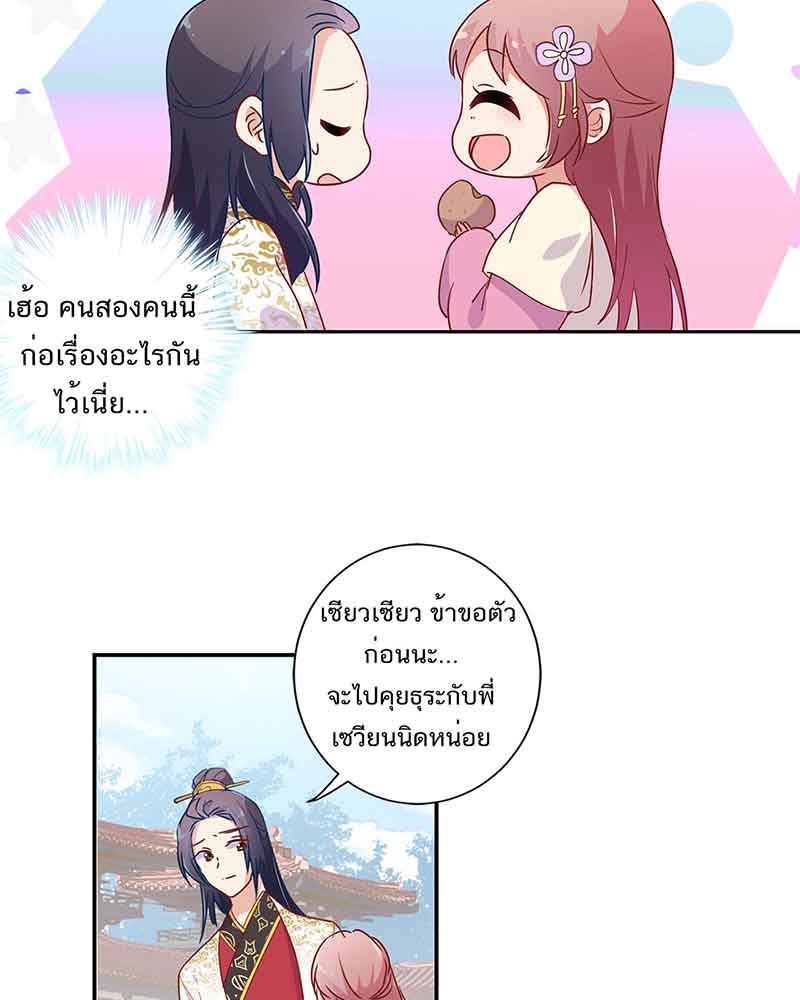 เฮ้อ คนสองคนนี้
ก่อเรื่องอะไรกัน
ไว้เนี่ย...
เซียวเซียว ข้าขอตัว
ก่อนนะ...
จะไปคุยธุระกับพี่
เซวียนนิดหน่อย